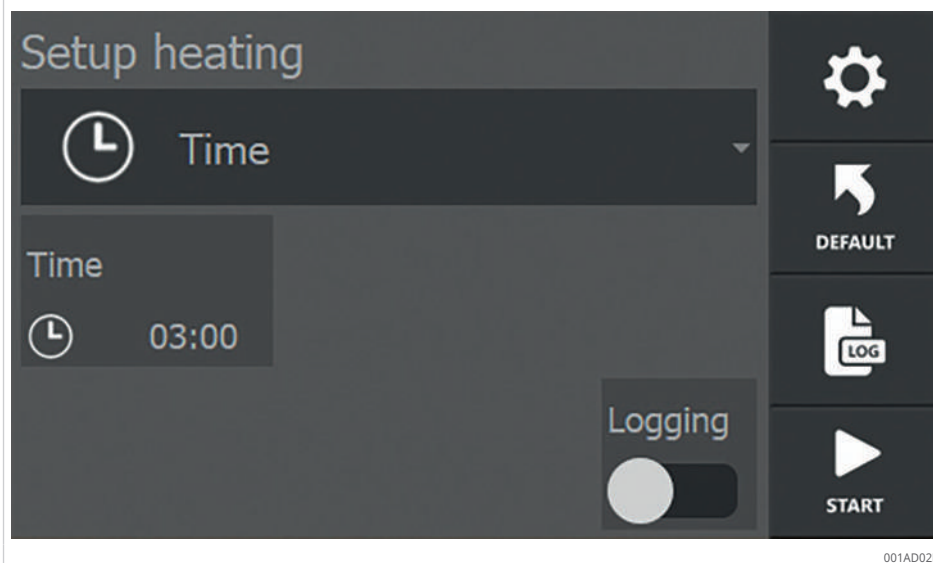 Setup heating
Time
DEFAULT
Time
03:00
LOG
Logging
START
001AD02